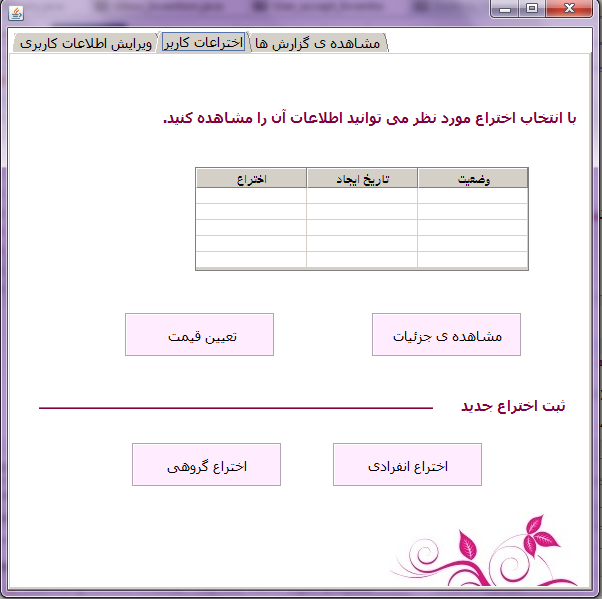 ویرایش اطلاعات کاربری
اختراعات کاربر
مشاهده ی گزارش ها
با انتخاب اختراع مورد نظر می توانید اطلاعات آن را مشاهده کنید.
وضعیت تاریخ ایجاد اختراع
مشاهده ی جزئیات تعیین قیمت
ثبت اختراع جدید
اختراع انفرادی اختراع گروهی